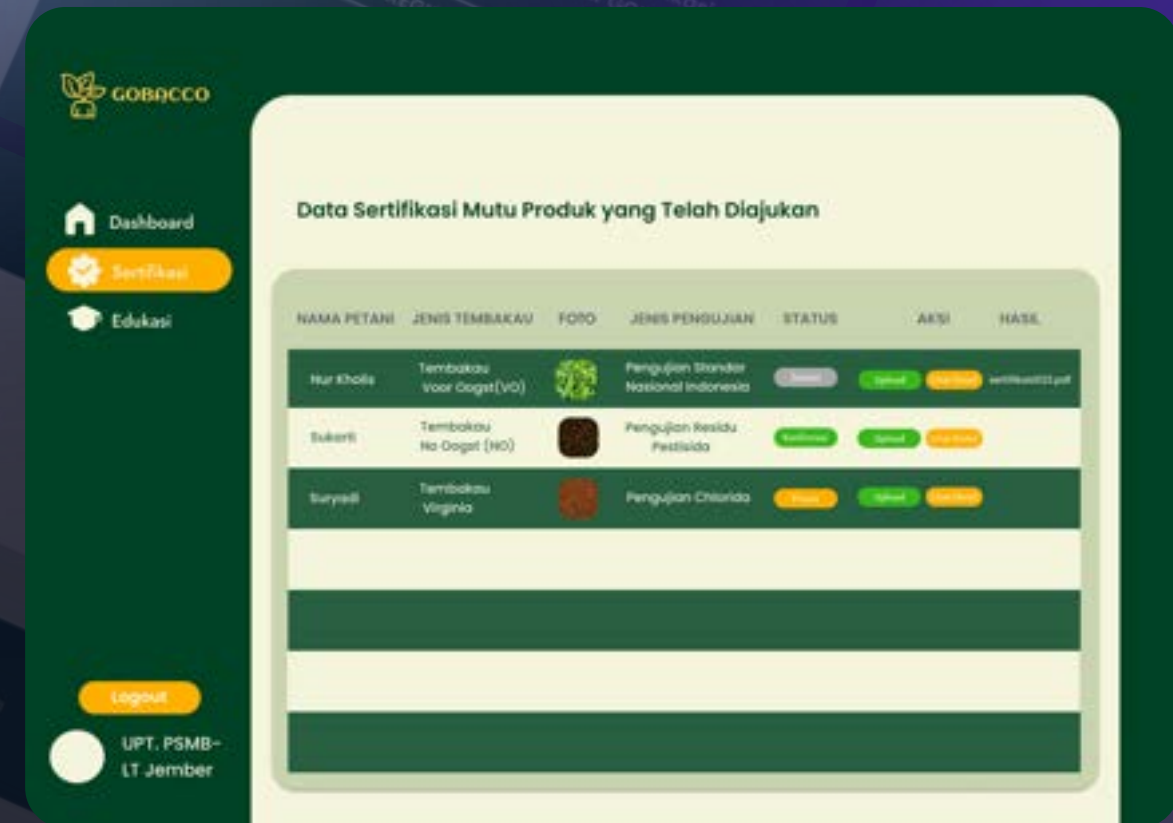 GOBACCO
Dashboard
Sertifikasi
Edukasi
Logout
UPT. PSMB-
LT Jember
Data Sertifikasi Mutu Produk yang Telah Diajukan
NAMA PETANI JENIS TEMBAKAU FOTO JENIS PENGUJIAN STATUS AKSI HASIL
Nur Kholis
Tembakau
Voor Oogst(VO)
Pengujian Standar
Nasional Indonesia
Upload
Sukarti
Tembakau
Na Oogst (NO)
Pengujian Residu
Pestisida
Upload
Suryadi
Tembakau
Virginia
Pengujian Chlorida
Upload